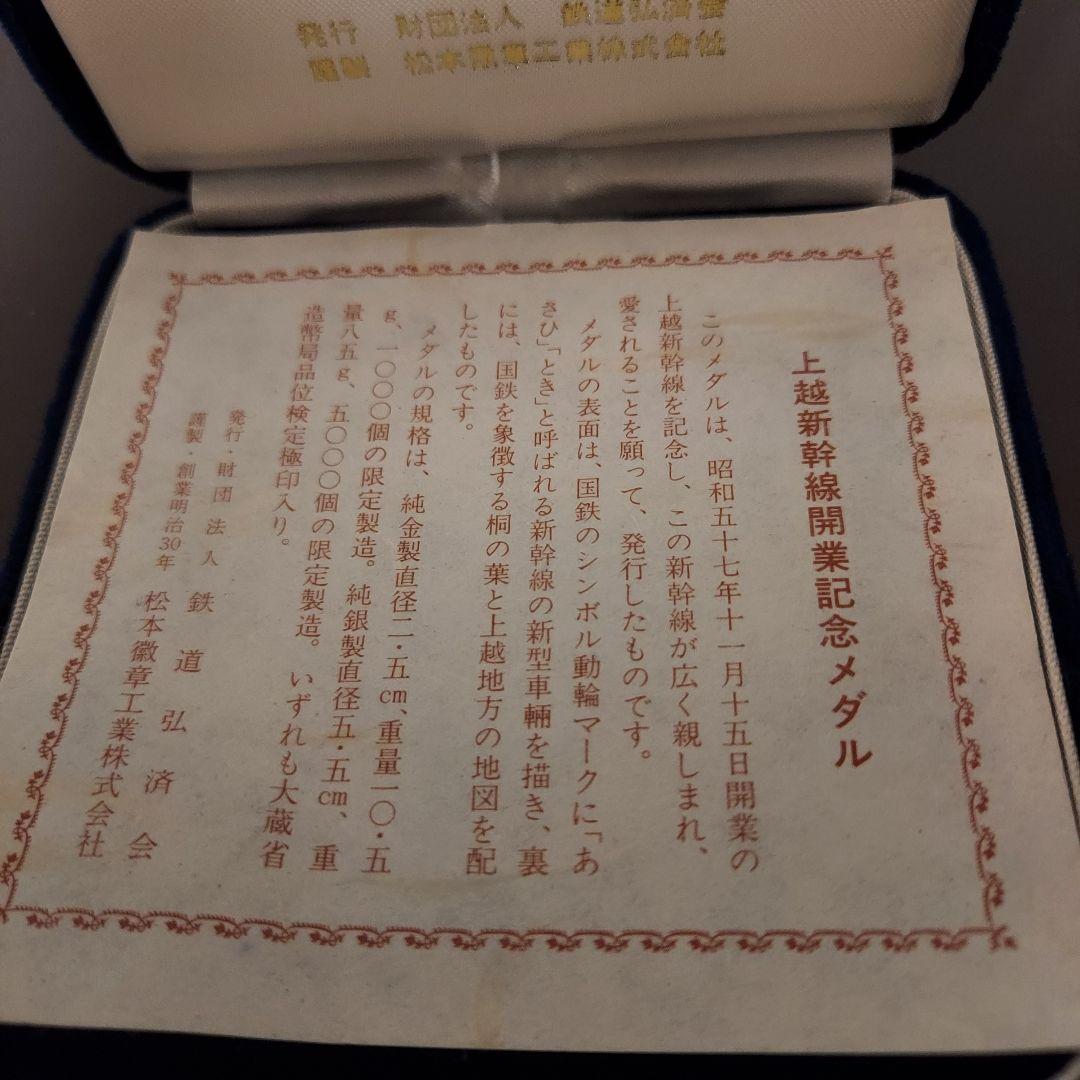 発行 財団法人 鉄道弘済會
謹製 松本徽章工業株式會社
上越新幹線開業記念メダル
このメダルは、昭和五十七年十一月十五日開業の
上越新幹線を記念し、この新幹線が広く親しまれ、
愛されることを願って、発行したものです。
メダルの表面は、国鉄のシンボル動輪マークに「あ
さひ」「とき」と呼ばれる新幹線の新型車輛を描き、裏
には、国鉄を象徴する桐の葉と上越地方の地図を配
したものです。
メダルの規格は、純金製直径二・五cm、重量一〇・五
g、一〇〇〇個の限定製造。純銀製直径五・五cm、重
量八五g、五〇〇〇個の限定製造。いずれも大蔵省
造幣局品位検定極印入り。
発行・財団法人 鉄道弘済会
謹製・創業明治30年 松本徽章工業株式会社